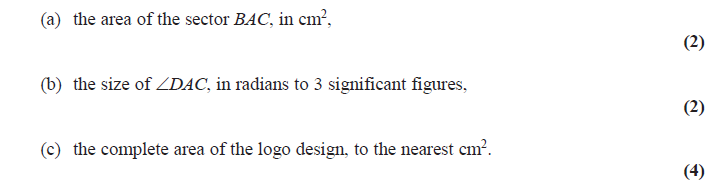 (a) the area of the sector BAC, in cm²,
(2)
(b) the size of ∠DAC, in radians to 3 significant figures,
(2)
(c) the complete area of the logo design, to the nearest cm².
(4)